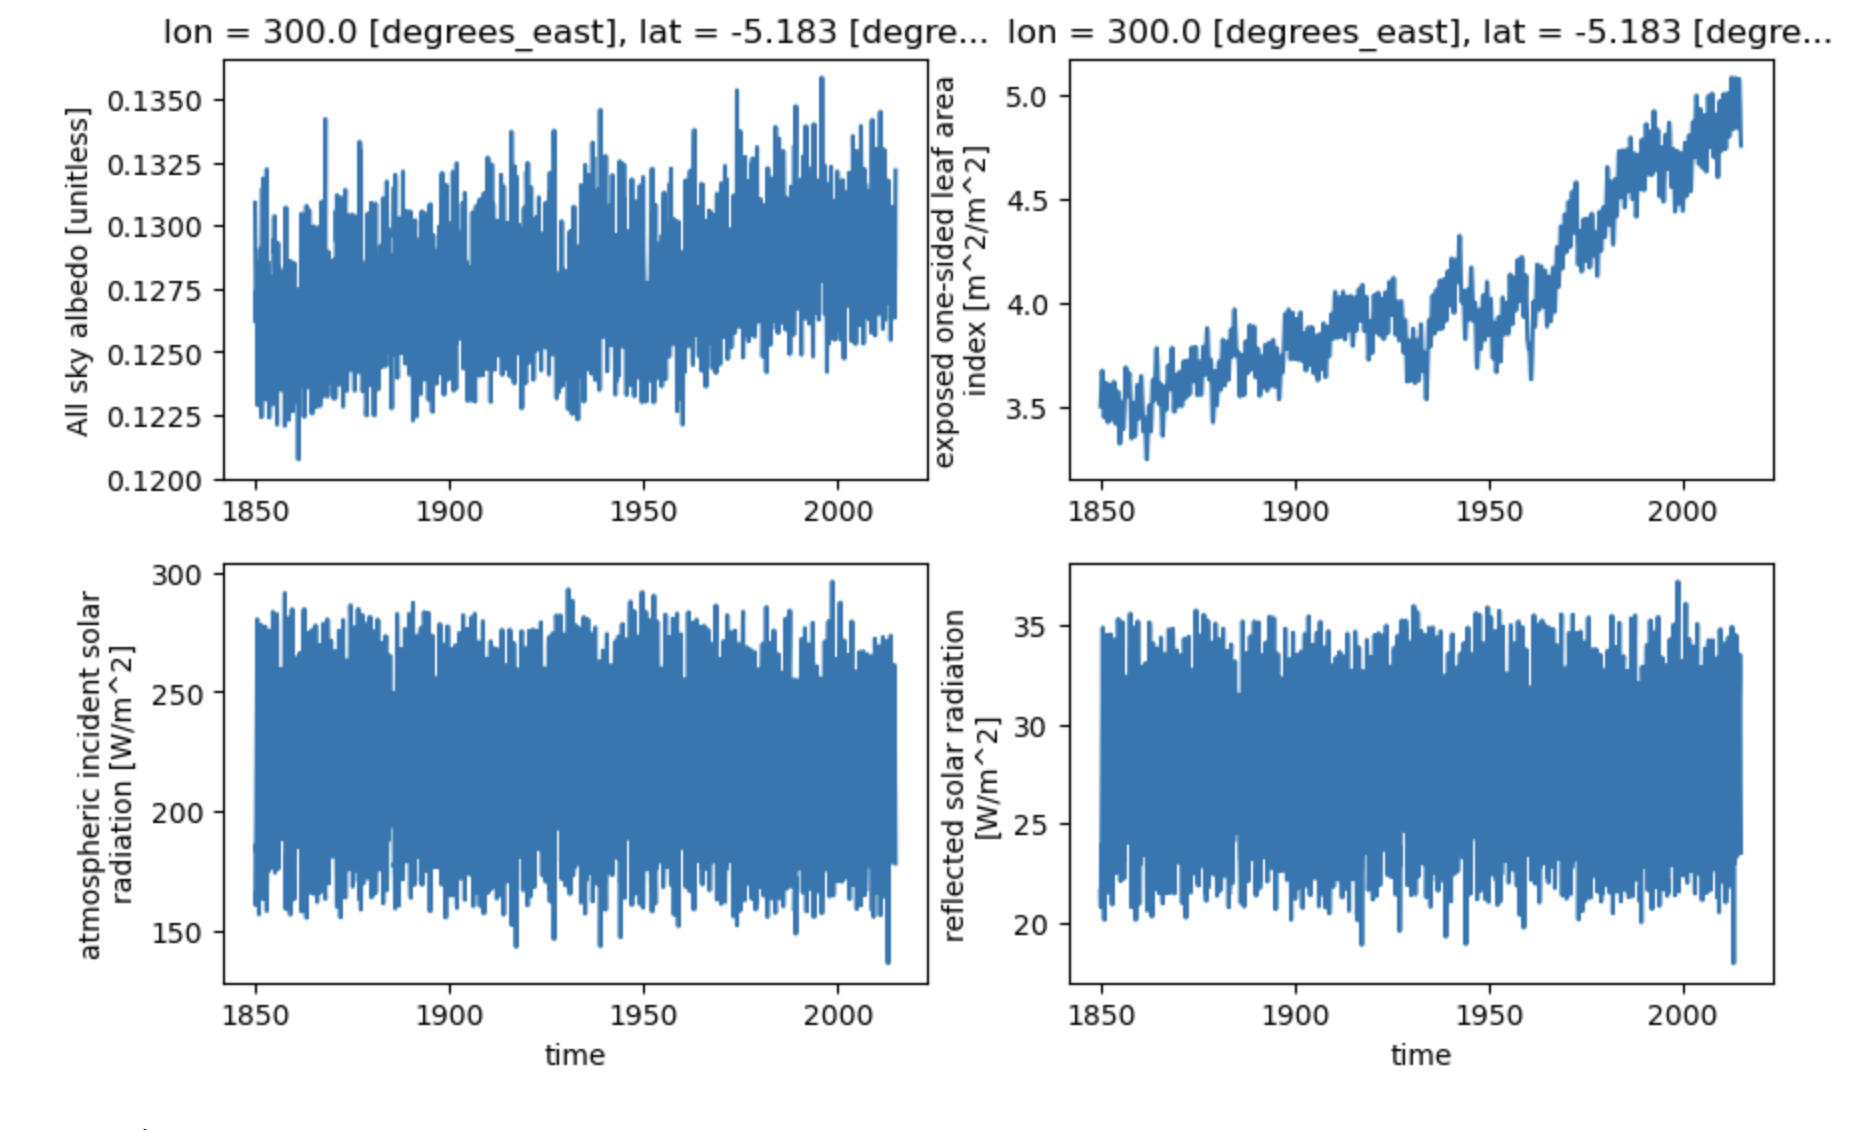 lon = 300.0 [degrees_east], lat = -5.183 [degre...
lon = 300.0 [degrees_east], lat = -5.183 [degre...
All sky albedo [unitless]
0.1350
0.1325
0.1300
0.1275
0.1250
0.1225
0.1200
1850 1900 1950 2000
exposed one-sided leaf area
index [m^2/m^2]
5.0
4.5
4.0
3.5
1850 1900 1950 2000
atmospheric incident solar
radiation [W/m^2]
300
250
200
150
1850 1900 1950 2000
time
reflected solar radiation
[W/m^2]
35
30
25
20
1850 1900 1950 2000
time